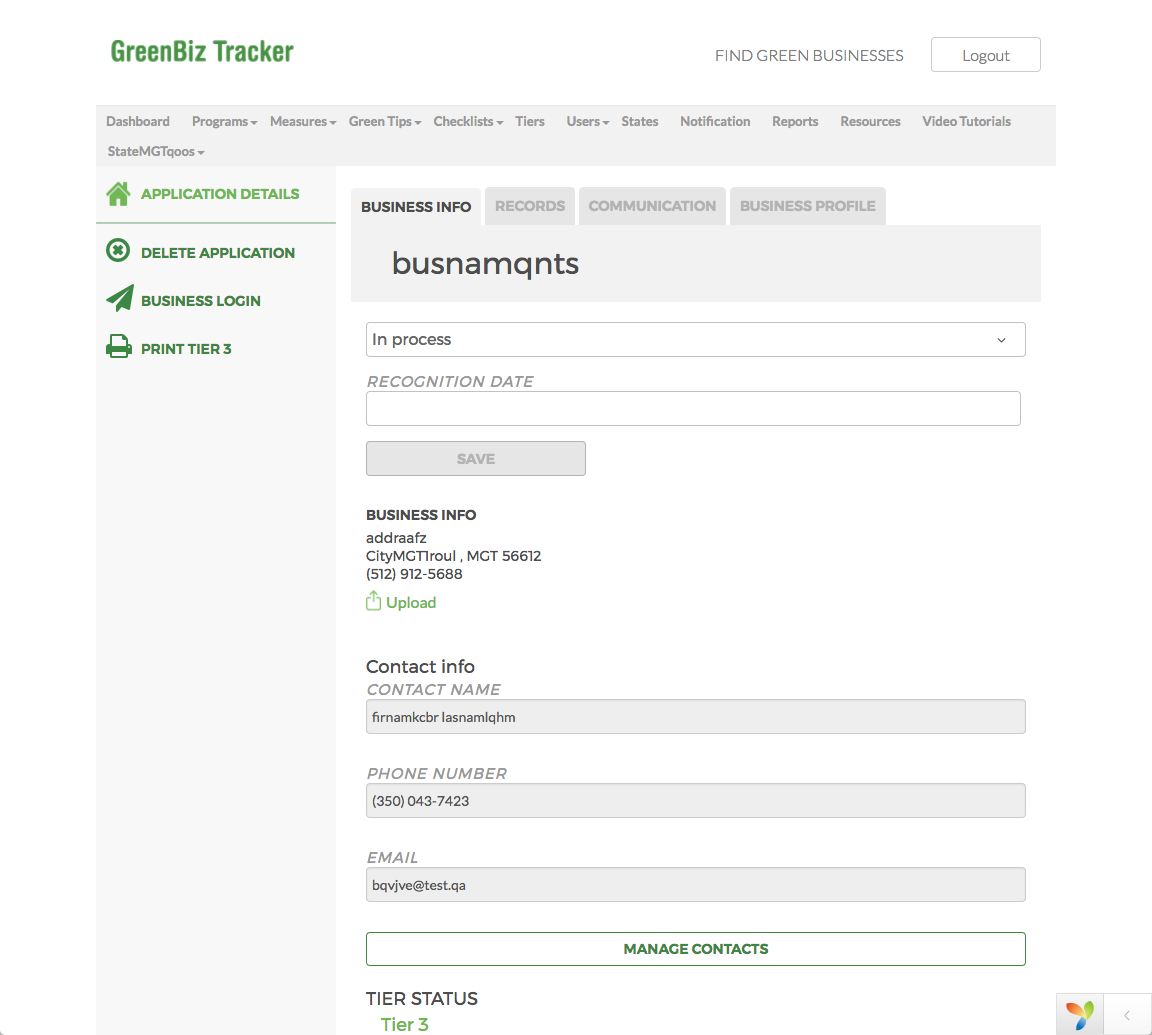 GreenBiz Tracker
FIND GREEN BUSINESSES
Logout
Dashboard Programs Measures Green Tips Checklists Tiers Users States Notification Reports Resources Video Tutorials
StateMGTqoos
APPLICATION DETAILS
DELETE APPLICATION
BUSINESS LOGIN
PRINT TIER 3
BUSINESS INFO RECORDS COMMUNICATION BUSINESS PROFILE
busnamqnts
In process
RECOGNITION DATE
SAVE
BUSINESS INFO
addraafz
CityMGT1roul , MGT 56612
(512) 912-5688
Upload
Contact info
CONTACT NAME
firnamkcbr lasnamlqhm
PHONE NUMBER
(350) 043-7423
EMAIL
bqvjve@test.qa
MANAGE CONTACTS
TIER STATUS
Tier 3